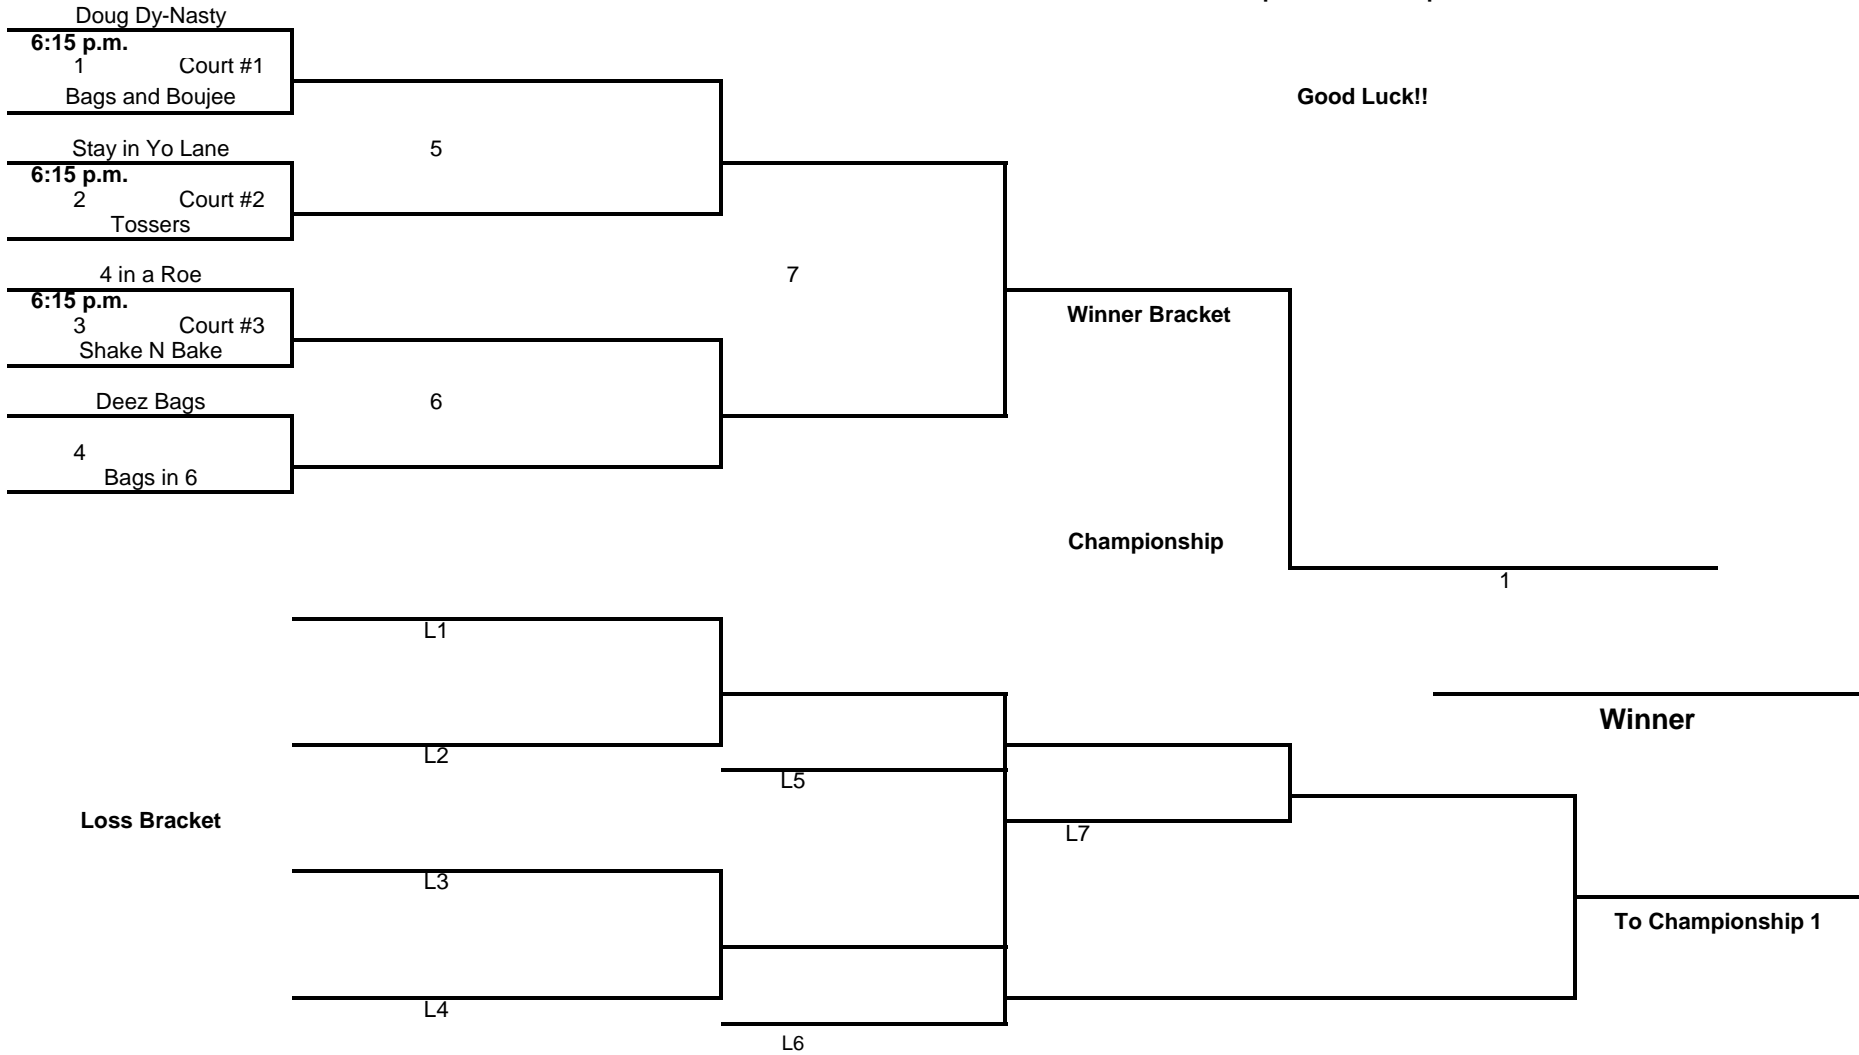 Doug Dy-Nasty
6:15 p.m.
1 Court #1
Bags and Boujee
Good Luck!!
Stay in Yo Lane
5
6:15 p.m.
2 Court #2
Tossers
4 in a Roe
7
6:15 p.m.
3 Court #3
Winner Bracket
Shake N Bake
Deez Bags
6
4
Bags in 6
Championship
1
L1
Winner
L2
L5
Loss Bracket
L7
L3
To Championship 1
L4
L6